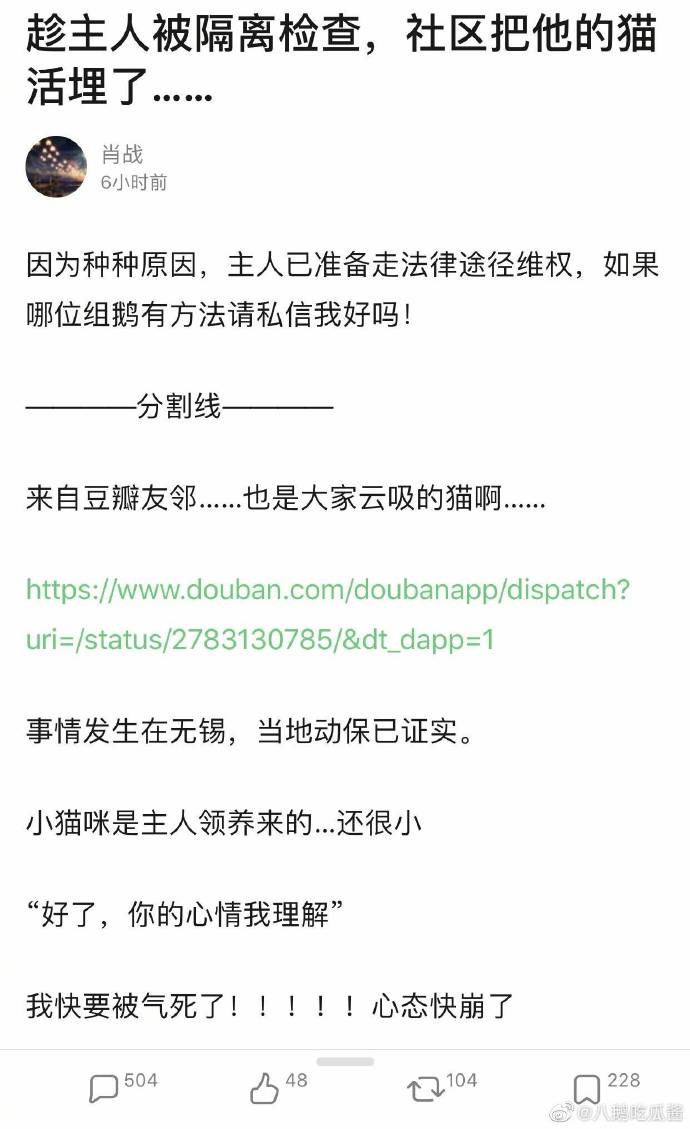 趁主人被隔离检查，社区把他的猫
活埋了……
肖战
6小时前
因为种种原因，主人已准备走法律途径维权，如果
哪位组鹅有方法请私信我好吗！
————分割线————
来自豆瓣友邻……也是大家云吸的猫啊……
https://www.douban.com/doubanapp/dispatch?
uri=/status/2783130785/&dt_dapp=1
事情发生在无锡，当地动保已证实。
小猫咪是主人领养来的…还很小
“好了，你的心情我理解”
我快要被气死了！！！！！心态快崩了
504 48 104 228
@八鹅吃瓜酱